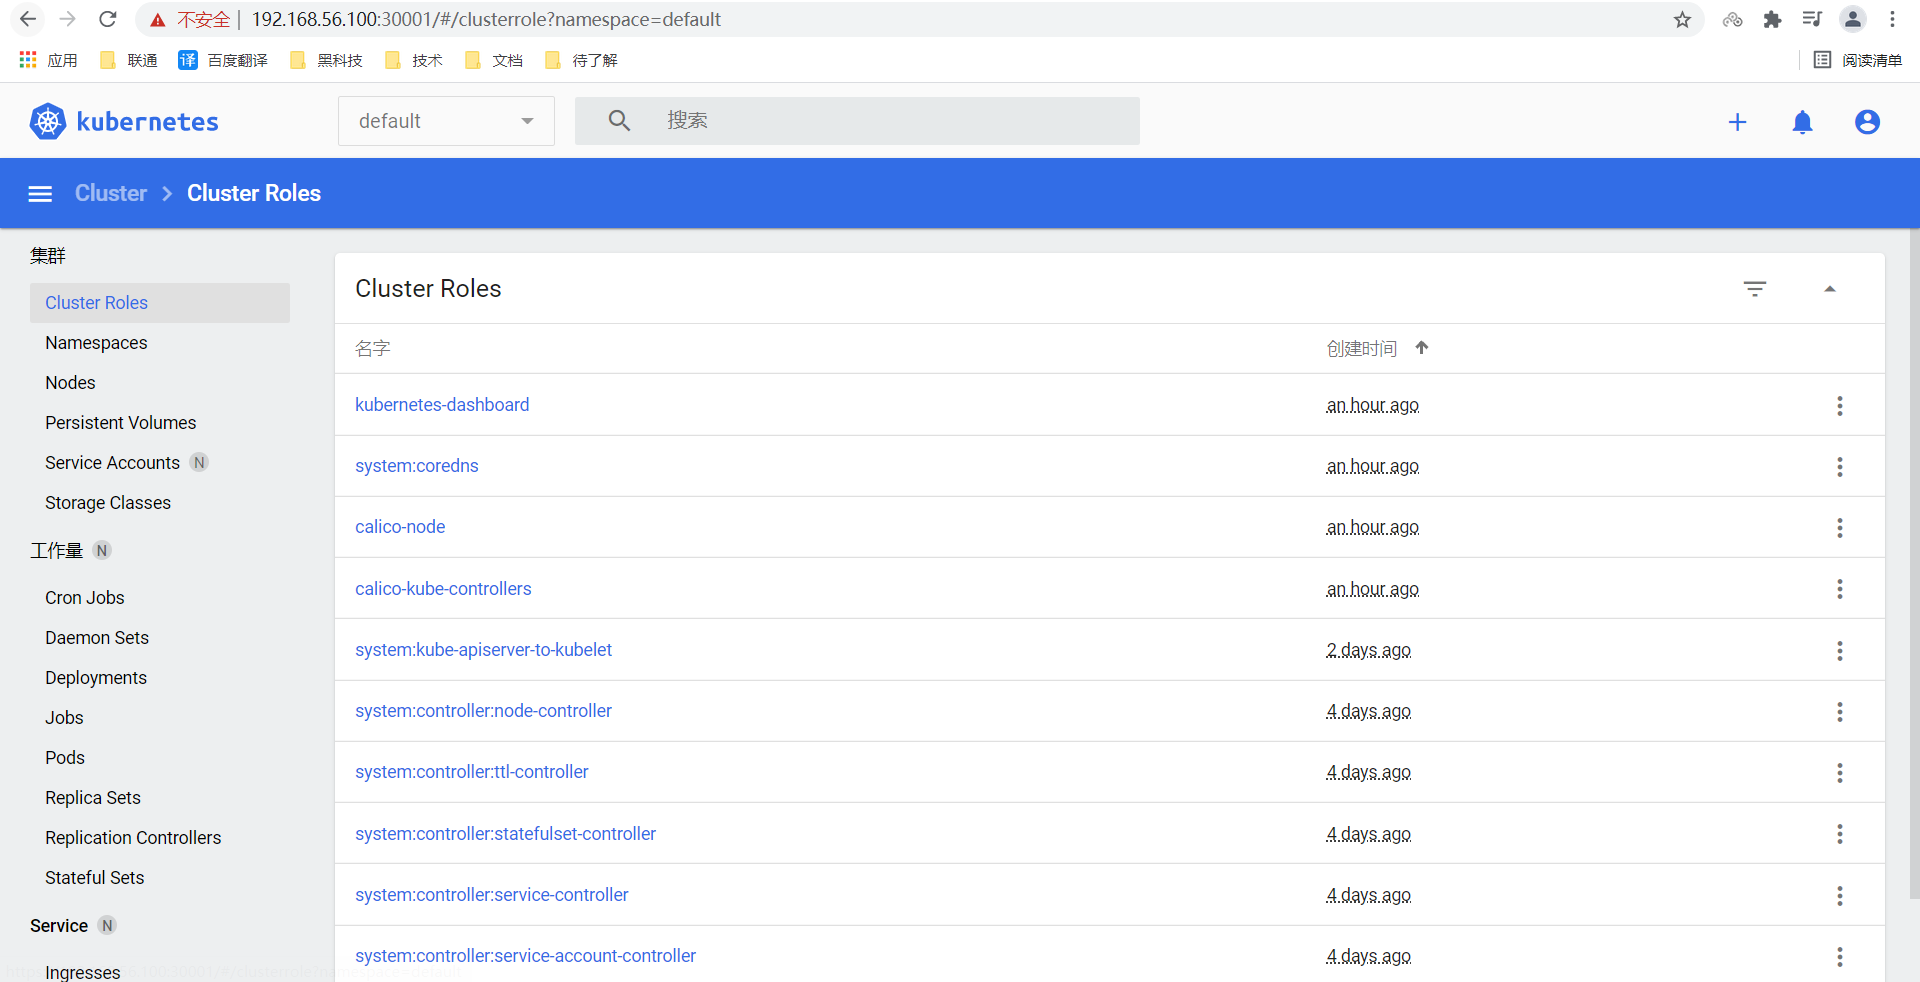 不安全 | 192.168.56.100:30001/#/clusterrole?namespace=default
应用 联通 译 百度翻译 黑科技 技术 文档 待了解 阅读清单
kubernetes default 搜索
Cluster Cluster Roles
集群
Cluster Roles
Namespaces
Nodes
Persistent Volumes
Service Accounts N
Storage Classes
工作量 N
Cron Jobs
Daemon Sets
Deployments
Jobs
Pods
Replica Sets
Replication Controllers
Stateful Sets
Service N
Ingresses
Cluster Roles
名字 创建时间
kubernetes-dashboard an hour ago
system:coredns an hour ago
calico-node an hour ago
calico-kube-controllers an hour ago
system:kube-apiserver-to-kubelet 2 days ago
system:controller:node-controller 4 days ago
system:controller:ttl-controller 4 days ago
system:controller:statefulset-controller 4 days ago
system:controller:service-controller 4 days ago
system:controller:service-account-controller 4 days ago